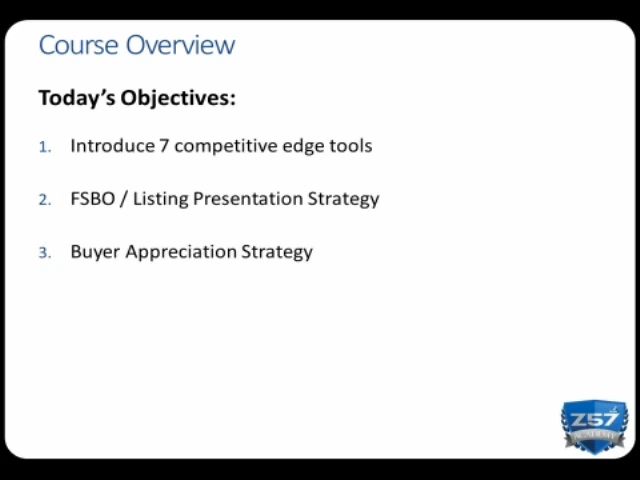 Course Overview
Today's Objectives:
1. Introduce 7 competitive edge tools
2. FSBO / Listing Presentation Strategy
3. Buyer Appreciation Strategy
Z57
ACADEMY